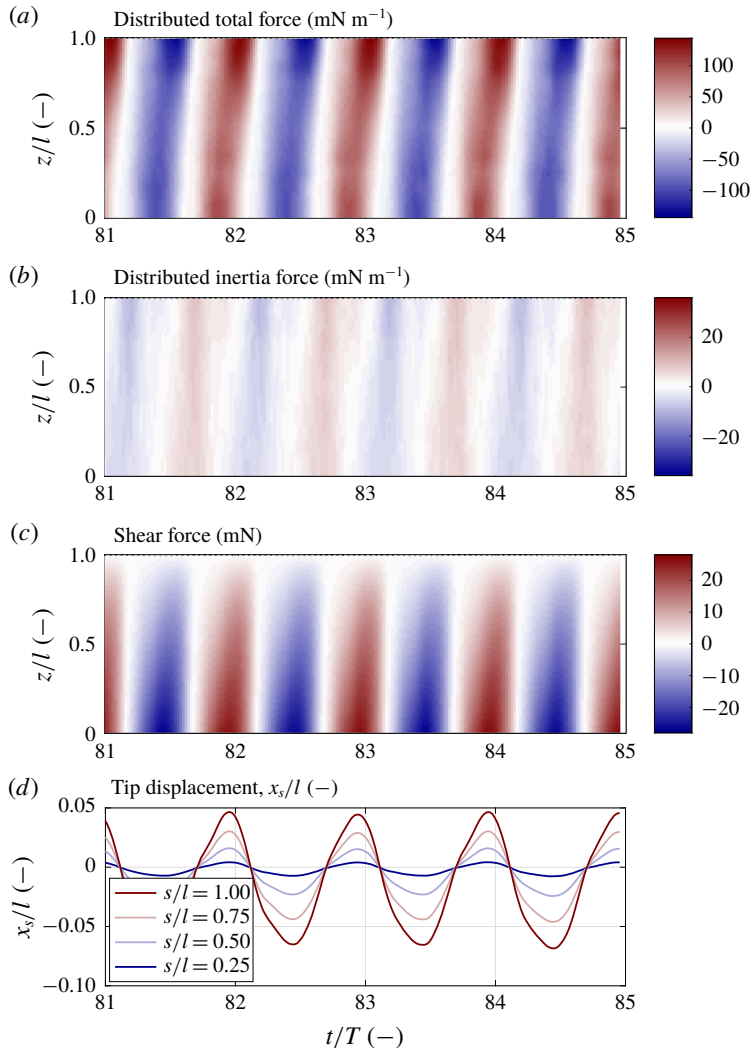 (a) Distributed total force (mN m⁻¹)
1.0
0.5
0
z/l (–)
81 82 83 84 85
100
50
0
−50
−100
(b) Distributed inertia force (mN m⁻¹)
1.0
0.5
0
z/l (–)
81 82 83 84 85
20
0
−20
(c) Shear force (mN)
1.0
0.5
0
z/l (–)
81 82 83 84 85
20
10
0
−10
−20
(d) Tip displacement, xₛ/l (–)
0.05
0
−0.05
−0.10
xₛ/l (–)
s/l = 1.00
s/l = 0.75
s/l = 0.50
s/l = 0.25
81 82 83 84 85
t/T (–)